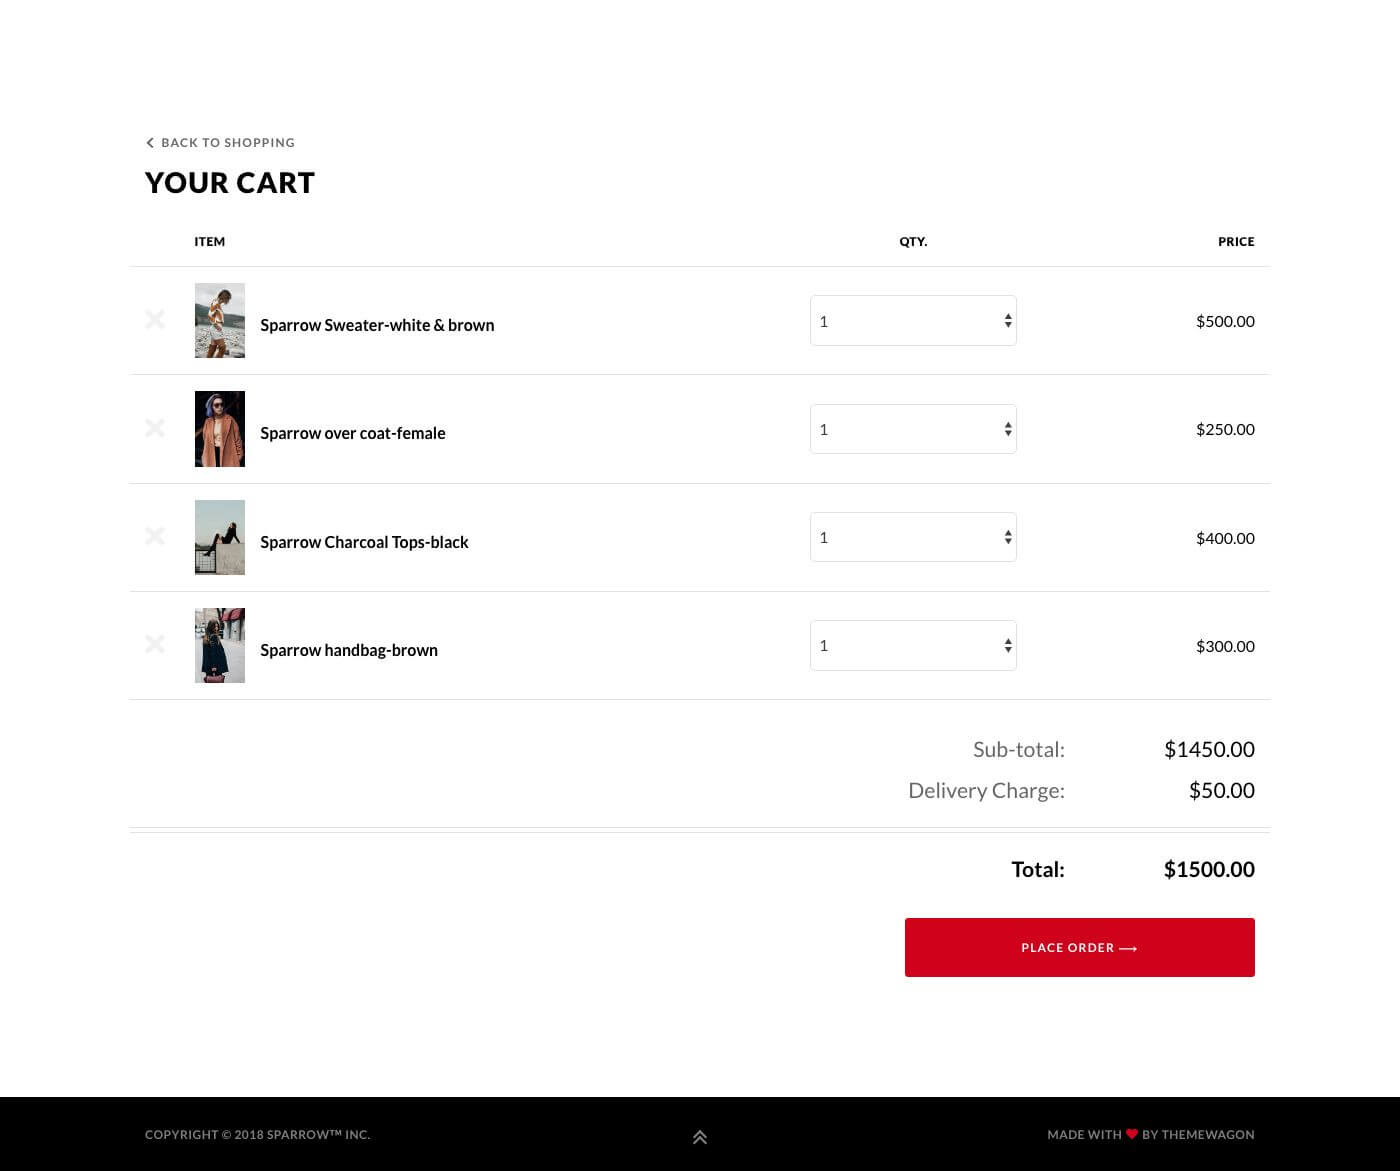 BACK TO SHOPPING
YOUR CART
ITEM QTY. PRICE
Sparrow Sweater-white & brown 1 $500.00
Sparrow over coat-female 1 $250.00
Sparrow Charcoal Tops-black 1 $400.00
Sparrow handbag-brown 1 $300.00
Sub-total: $1450.00
Delivery Charge: $50.00
Total: $1500.00
PLACE ORDER ⟶
COPYRIGHT © 2018 SPARROW™ INC. MADE WITH ♥ BY THEMEWAGON